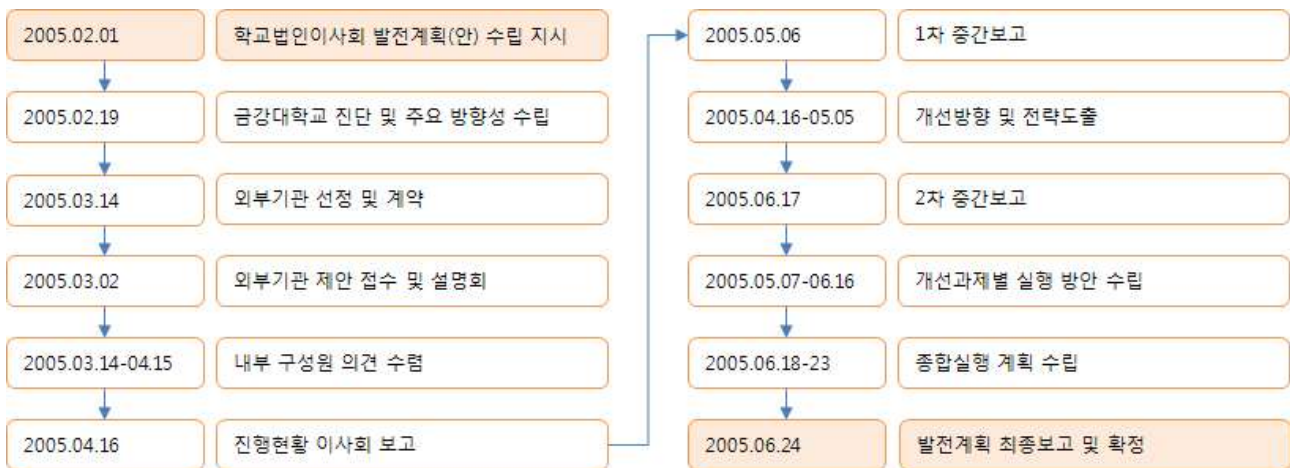 2005.02.01 학교법인이사회 발전계획(안) 수립 지시
2005.02.19 금강대학교 진단 및 주요 방향성 수립
2005.03.14 외부기관 선정 및 계약
2005.03.02 외부기관 제안 접수 및 설명회
2005.03.14-04.15 내부 구성원 의견 수렴
2005.04.16 진행현황 이사회 보고
2005.05.06 1차 중간보고
2005.04.16-05.05 개선방향 및 전략도출
2005.06.17 2차 중간보고
2005.05.07-06.16 개선과제별 실행 방안 수립
2005.06.18-23 종합실행 계획 수립
2005.06.24 발전계획 최종보고 및 확정